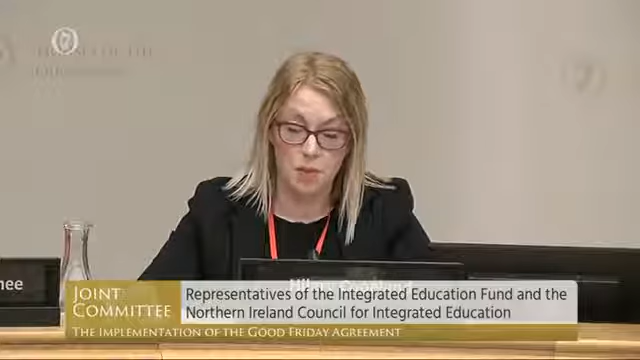 nee
JOINT
COMMITTEE
Representatives of the Integrated Education Fund and the
Northern Ireland Council for Integrated Education
THE IMPLEMENTATION OF THE GOOD FRIDAY AGREEMENT